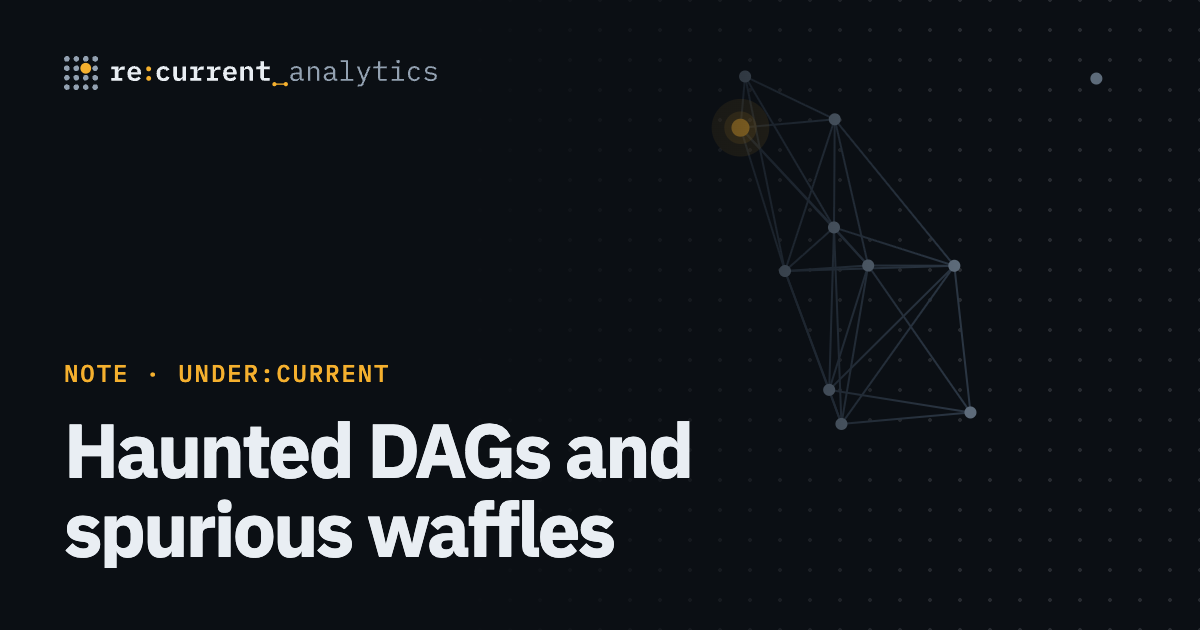 re:current_analytics
NOTE · UNDER:CURRENT
Haunted DAGs and
spurious waffles